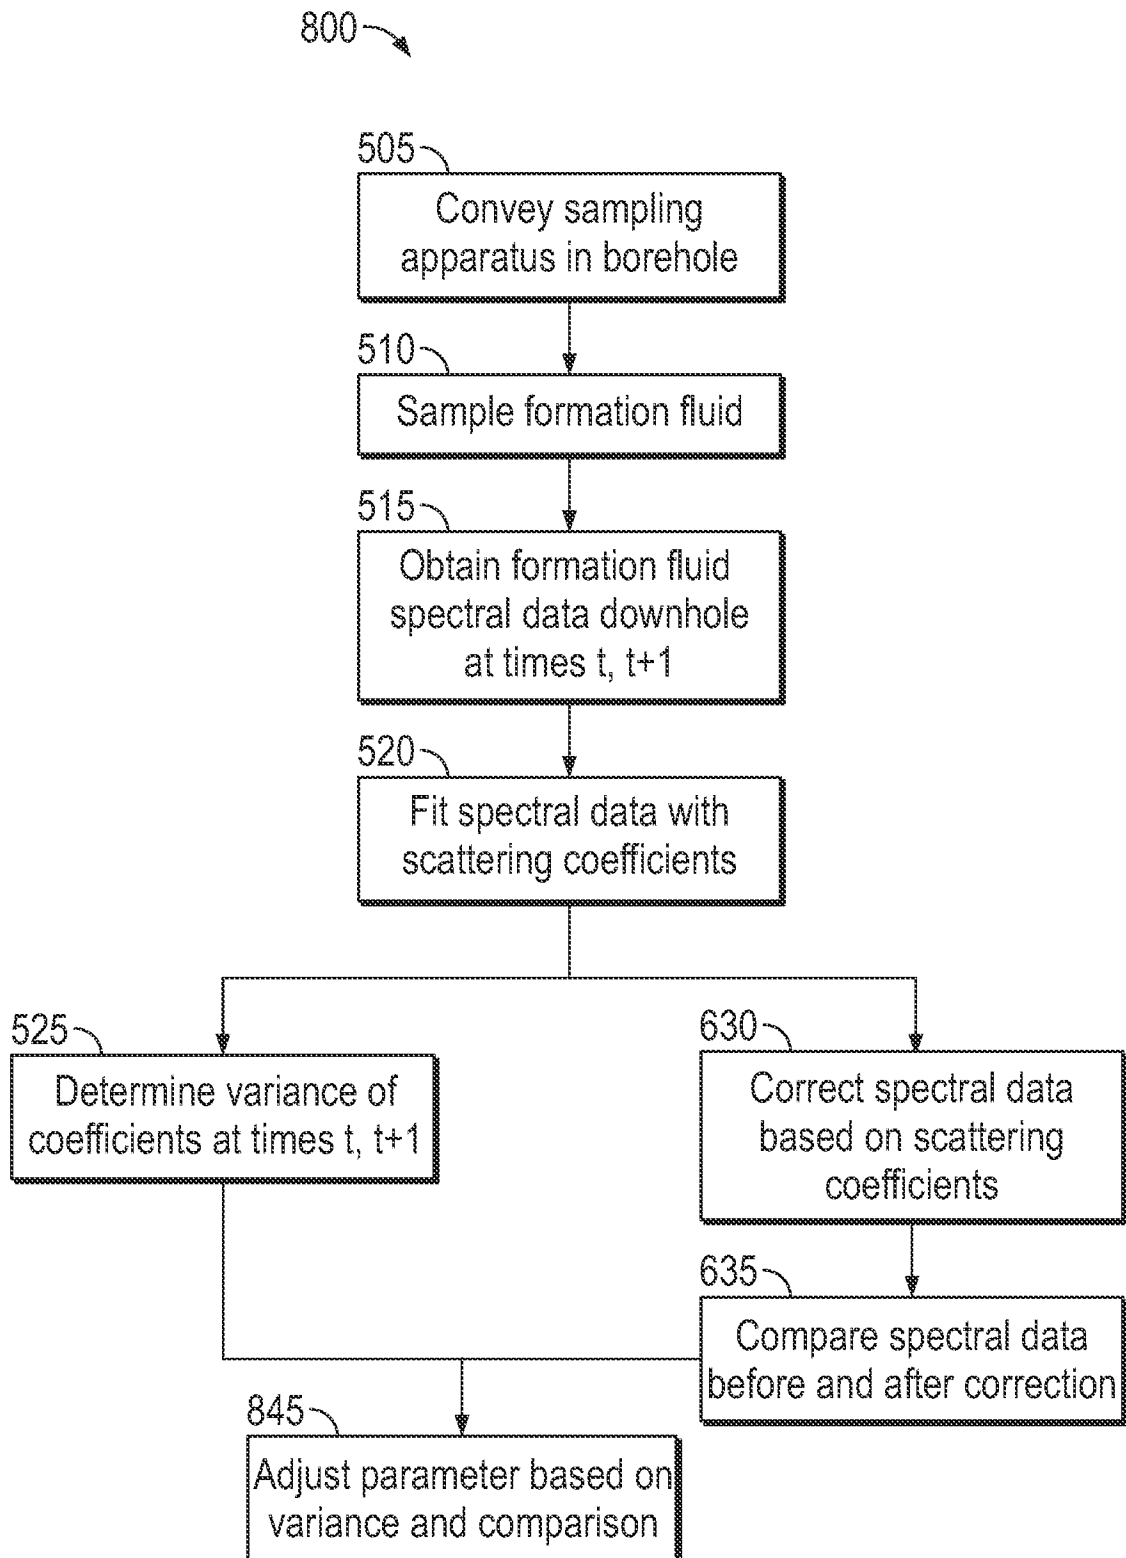 800
505
Convey sampling
apparatus in borehole
510
Sample formation fluid
515
Obtain formation fluid
spectral data downhole
at times t, t+1
520
Fit spectral data with
scattering coefficients
525
Determine variance of
coefficients at times t, t+1
630
Correct spectral data
based on scattering
coefficients
635
Compare spectral data
before and after correction
845
Adjust parameter based on
variance and comparison